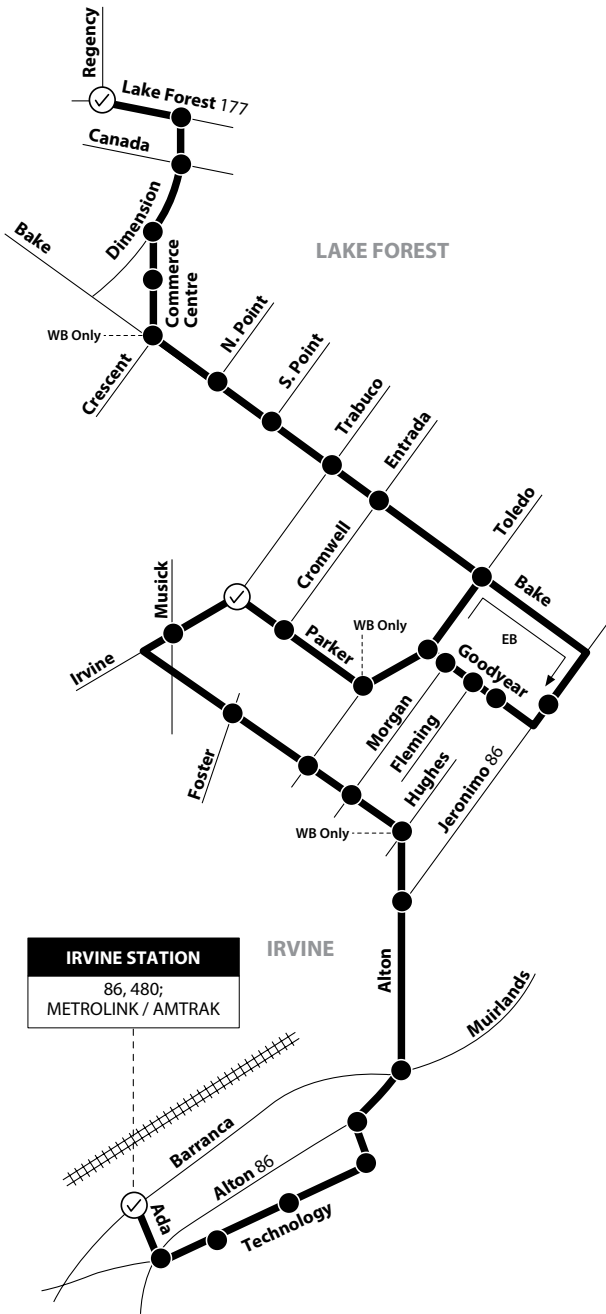 Regency
Lake Forest 177
Canada
Dimension
Bake
LAKE FOREST
Commerce
Centre
WB Only
Crescent
N. Point
S. Point
Trabuco
Entrada
Cromwell
Toledo
Musick
Bake
WB Only
EB
Parker
Goodyear
Irvine
Morgan
Fleming
Foster
Hughes
Jeronimo 86
WB Only
IRVINE STATION
86, 480;
METROLINK / AMTRAK
IRVINE
Alton
Muirlands
Barranca
Alton 86
Ada
Technology